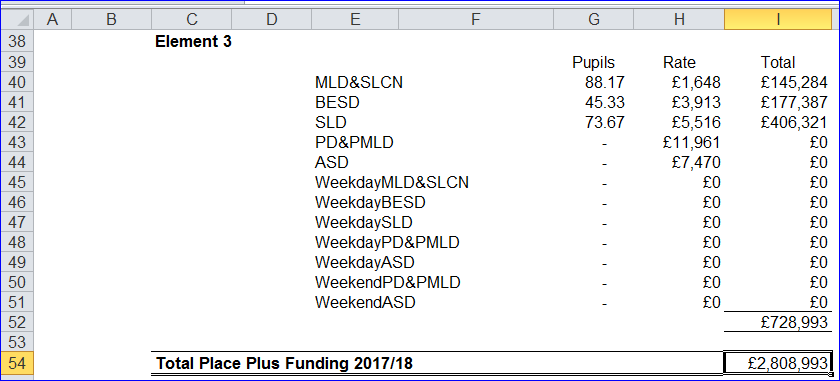 A B C D E F G H I
38 Element 3
39 Pupils Rate Total
40 MLD&SLCN 88.17 £1,648 £145,284
41 BESD 45.33 £3,913 £177,387
42 SLD 73.67 £5,516 £406,321
43 PD&PMLD - £11,961 £0
44 ASD - £7,470 £0
45 WeekdayMLD&SLCN - £0 £0
46 WeekdayBESD - £0 £0
47 WeekdaySLD - £0 £0
48 WeekdayPD&PMLD - £0 £0
49 WeekdayASD - £0 £0
50 WeekendPD&PMLD - £0 £0
51 WeekendASD - £0 £0
52 £728,993
53
54 Total Place Plus Funding 2017/18 £2,808,993